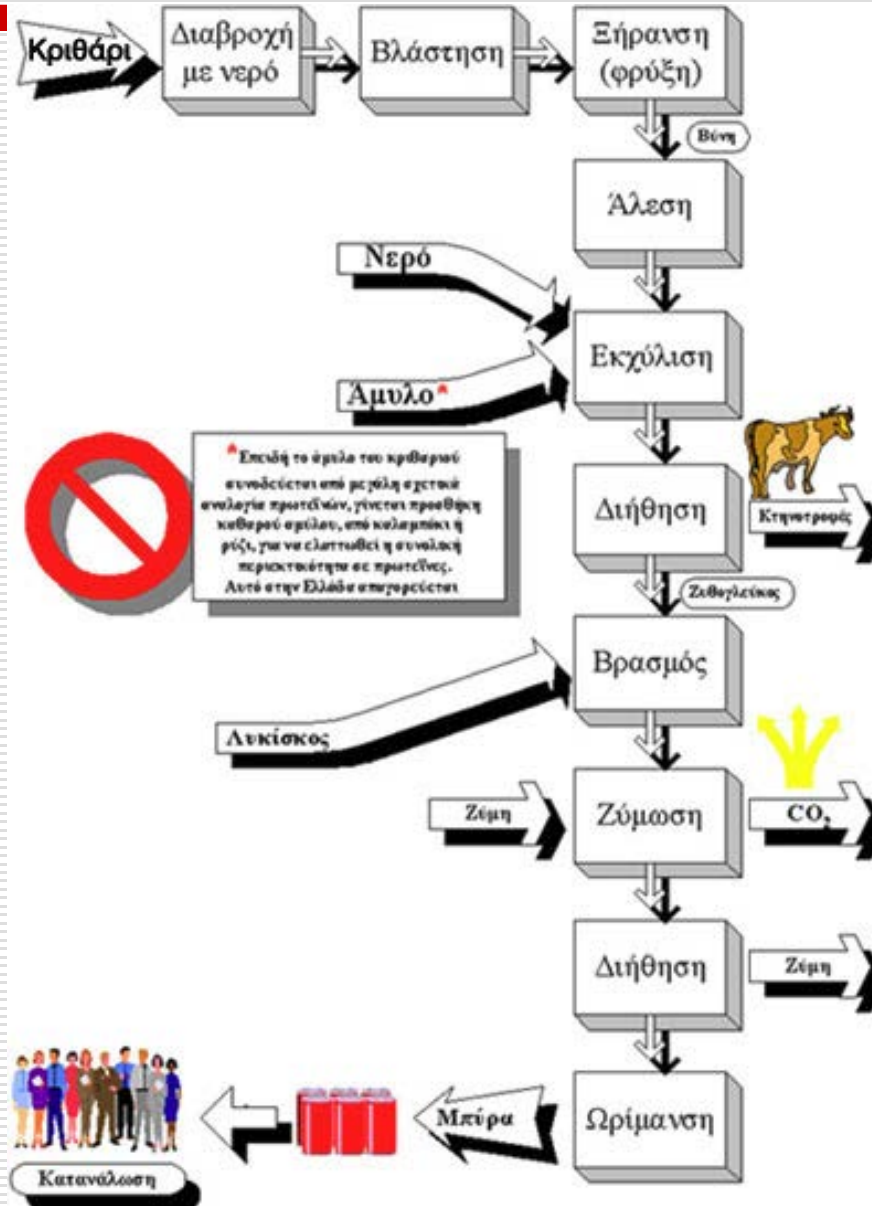 Κριθάρι
Διαβροχή
με νερό
Βλάστηση
Ξήρανση
(φρύξη)
Βύνη
Άλεση
Νερό
Εκχύλιση
Άμυλο*
*Επειδή το άμυλο του κριθαριού
συνοδεύεται από μεγάλη σχετικά
αναλογία πρωτεϊνών, γίνεται προσθήκη
καθαρού αμύλου, από καλαμπόκι ή
ρύζι, για να ελαττωθεί η συνολική
περιεκτικότητα σε πρωτεΐνες.
Αυτό στην Ελλάδα απαγορεύεται
Διήθηση
Κτηνοτροφές
Ζυθογλεύκος
Βρασμός
Λυκίσκος
Ζύμη
Ζύμωση
CO₂
Διήθηση
Ζύμη
Ωρίμανση
Μπύρα
Κατανάλωση